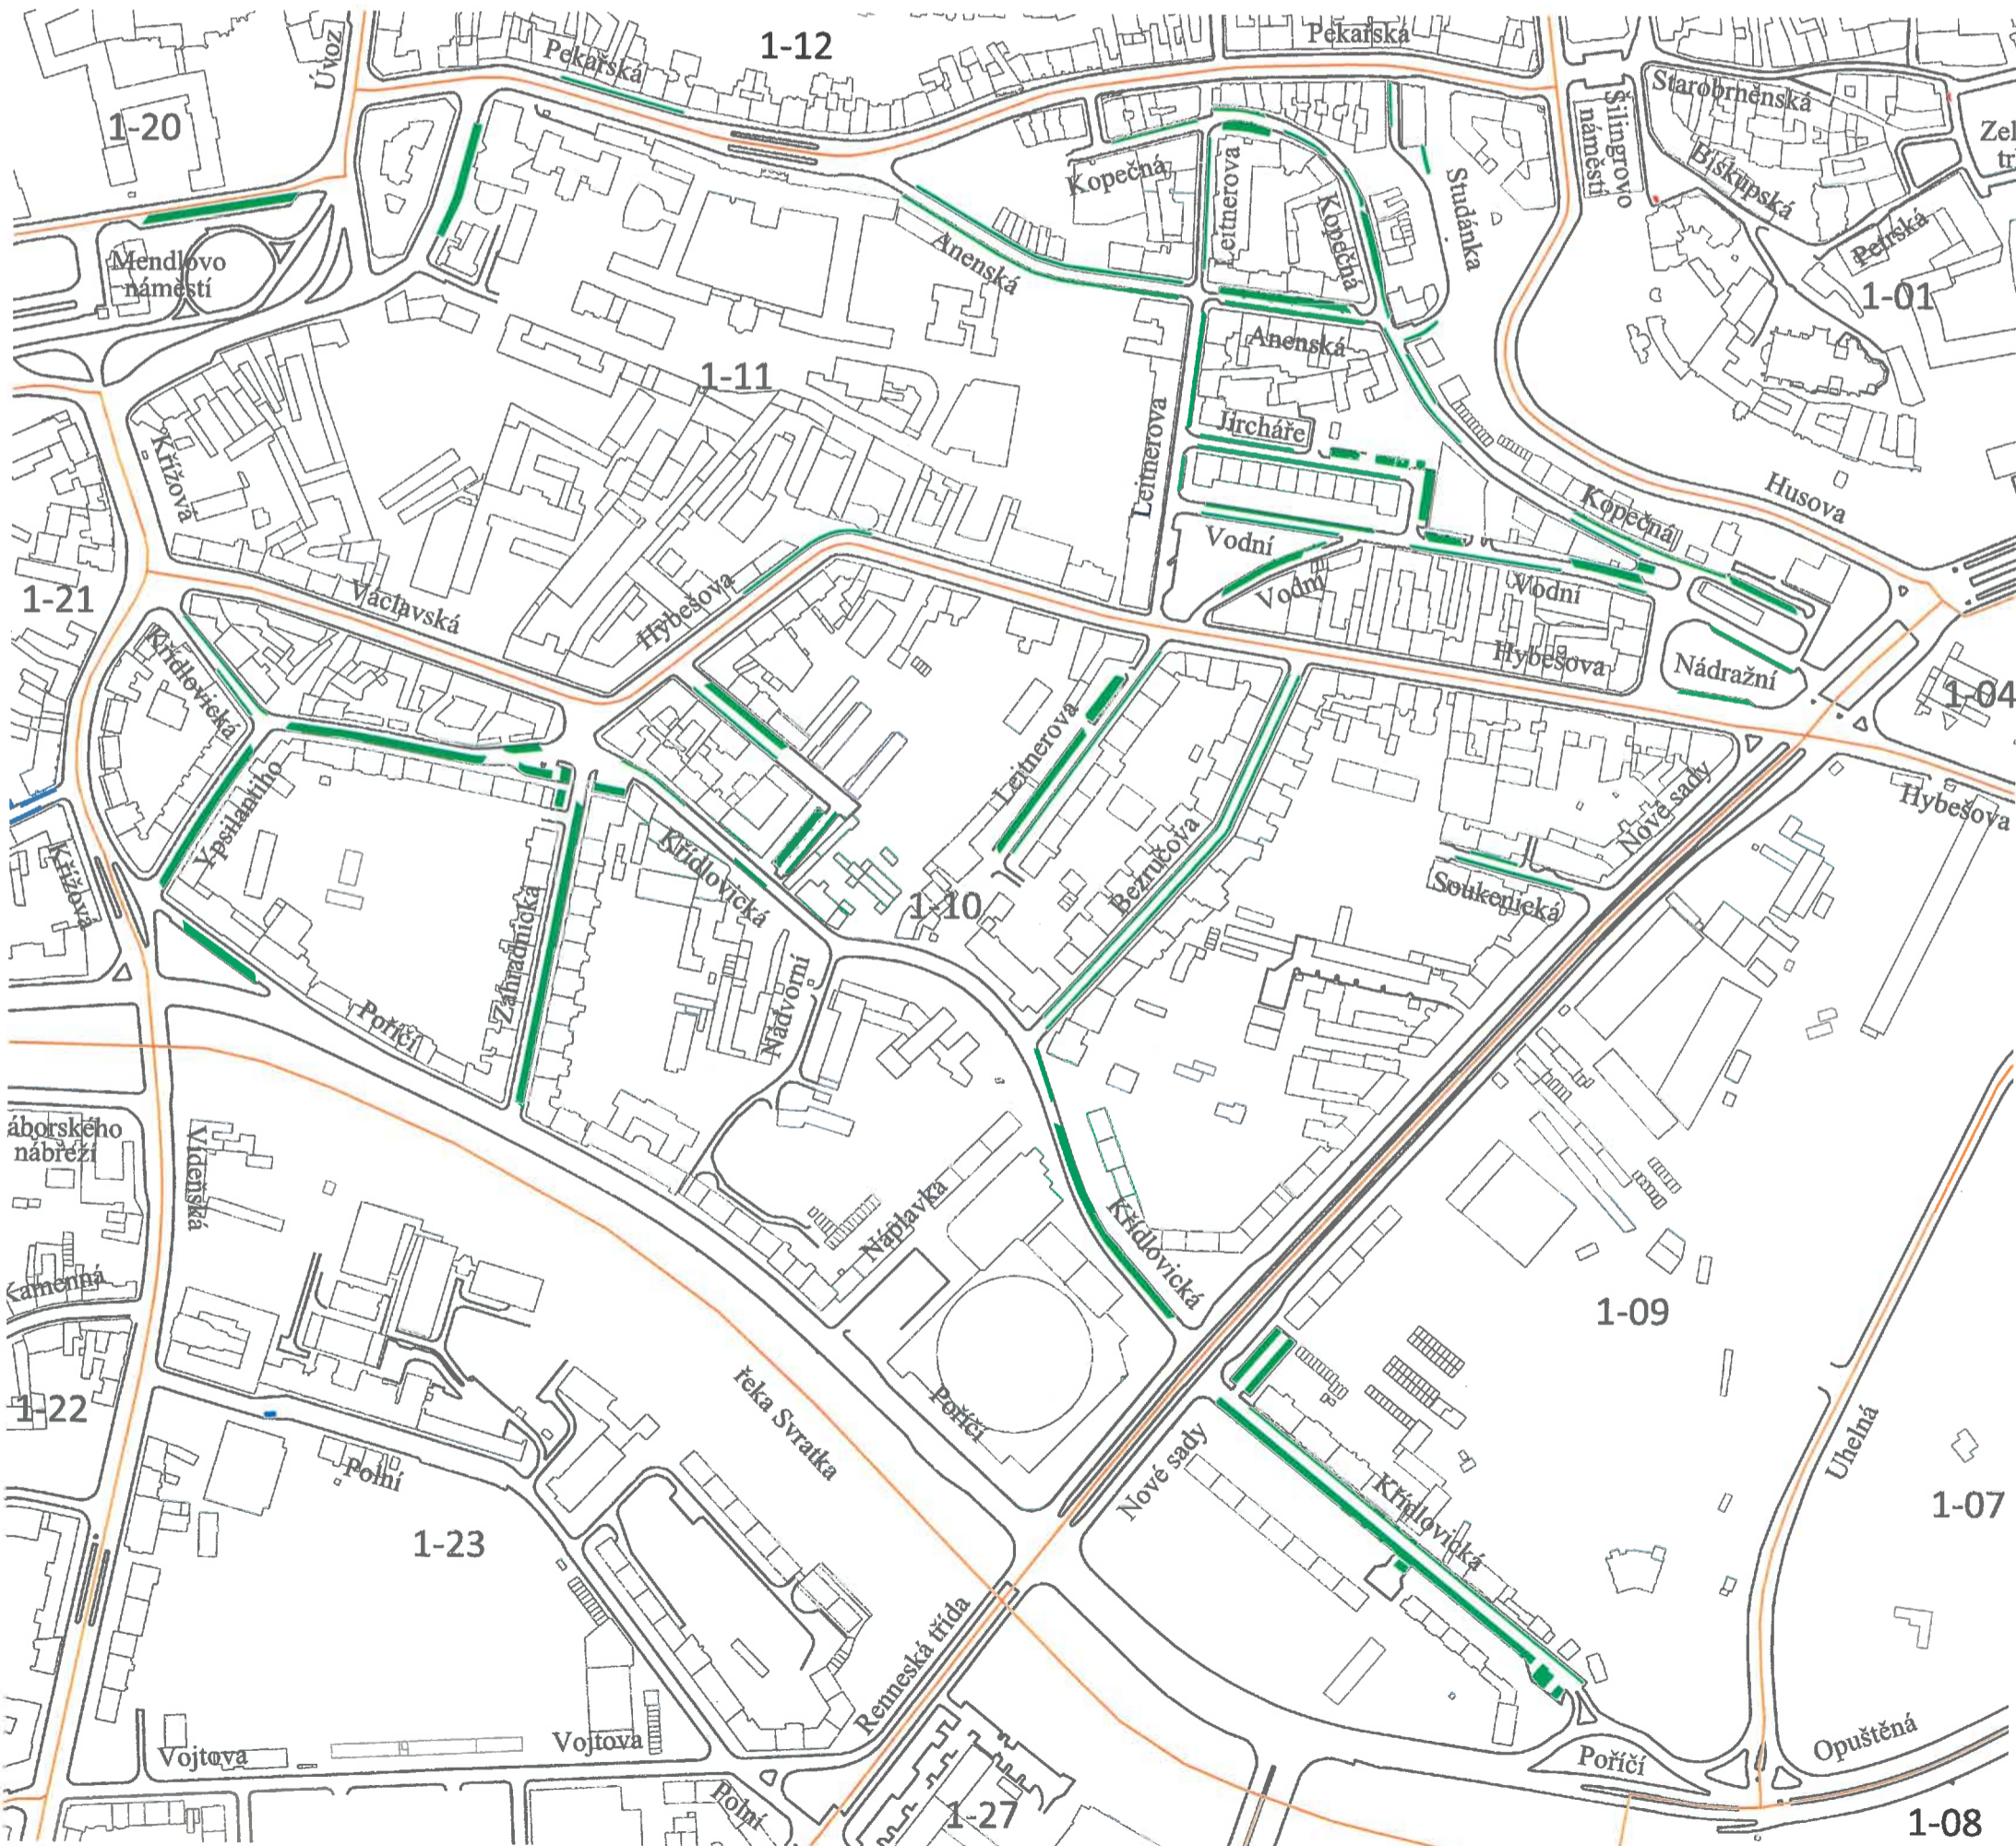 Pekařská
1-12
Pekařská
Úvoz
Starobrněnská
Šilingrovo
náměstí
1-20
Biskupská
Kopečná
Leitnerova
Kopečná
Studánka
Petrská
Mendlovo
náměstí
Anenská
1-01
Anenská
1-11
Jircháře
Leitnerova
Křížová
Husova
Kopečná
Vodní
Vodní
Vodní
1-21
Václavská
Hybešova
Hybešova
Nádražní
1-04
Křídlovická
Leitnerova
Hybešova
Nové sady
Ypsilantiho
Křídlovická
Bezručova
Soukenická
Křížová
1-10
Zahradnická
Nádvorní
Poříčí
Vídeňská
nábřeží
Náplavka
Křídlovická
1-09
řeka Svratka
Poříčí
1-22
Uhelná
Nové sady
Křídlovická
Polní
1-07
1-23
Renneská třída
Vojtova
Vojtova
Opuštěná
Poříčí
Polní
1-27
1-08